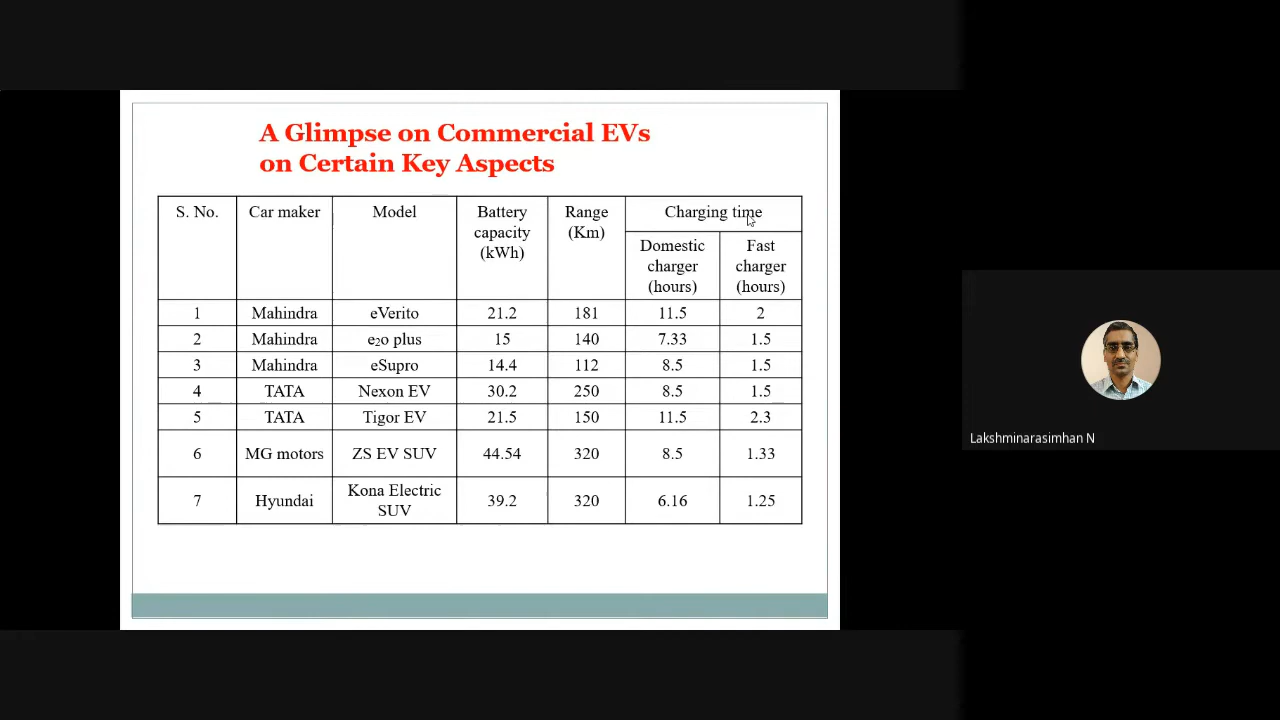 A Glimpse on Commercial EVs
on Certain Key Aspects
S. No. Car maker Model Battery capacity (kWh) Range (Km) Charging time
Domestic charger (hours) Fast charger (hours)
1 Mahindra eVerito 21.2 181 11.5 2
2 Mahindra e2o plus 15 140 7.33 1.5
3 Mahindra eSupro 14.4 112 8.5 1.5
4 TATA Nexon EV 30.2 250 8.5 1.5
5 TATA Tigor EV 21.5 150 11.5 2.3
6 MG motors ZS EV SUV 44.54 320 8.5 1.33
7 Hyundai Kona Electric SUV 39.2 320 6.16 1.25
Lakshminarasimhan N